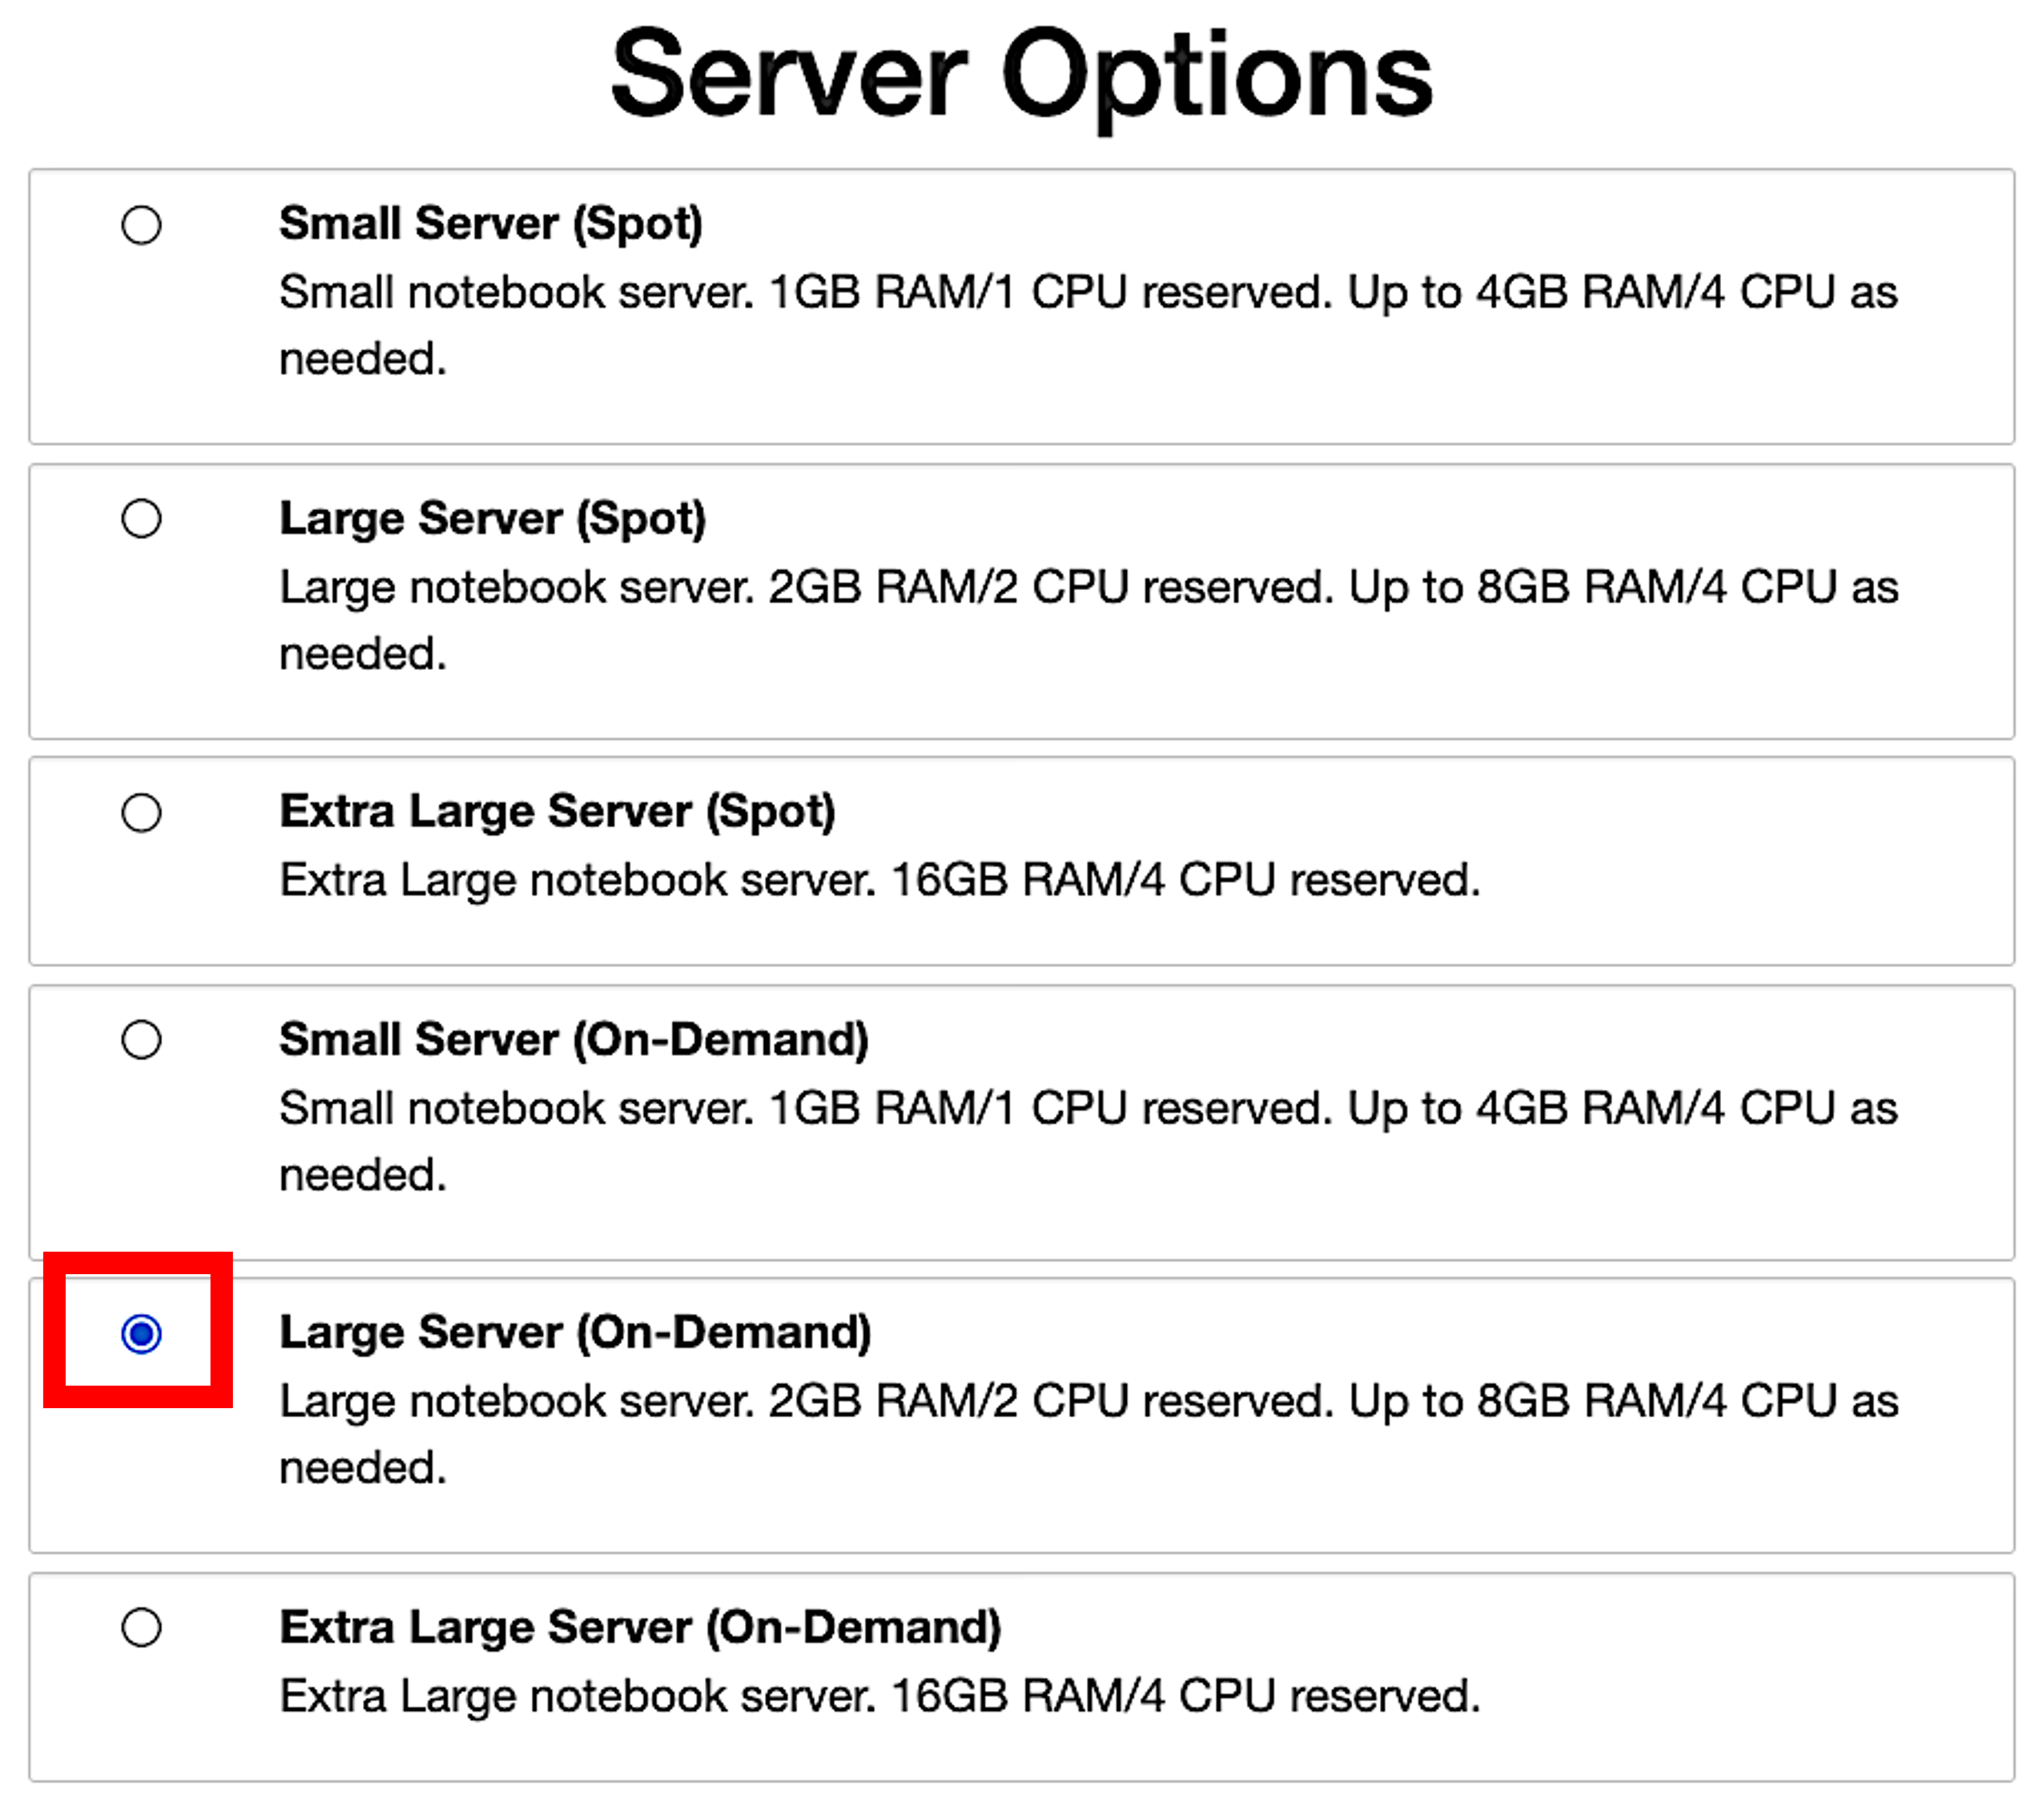 Server Options
Small Server (Spot)
Small notebook server. 1GB RAM/1 CPU reserved. Up to 4GB RAM/4 CPU as
needed.
Large Server (Spot)
Large notebook server. 2GB RAM/2 CPU reserved. Up to 8GB RAM/4 CPU as
needed.
Extra Large Server (Spot)
Extra Large notebook server. 16GB RAM/4 CPU reserved.
Small Server (On-Demand)
Small notebook server. 1GB RAM/1 CPU reserved. Up to 4GB RAM/4 CPU as
needed.
Large Server (On-Demand)
Large notebook server. 2GB RAM/2 CPU reserved. Up to 8GB RAM/4 CPU as
needed.
Extra Large Server (On-Demand)
Extra Large notebook server. 16GB RAM/4 CPU reserved.